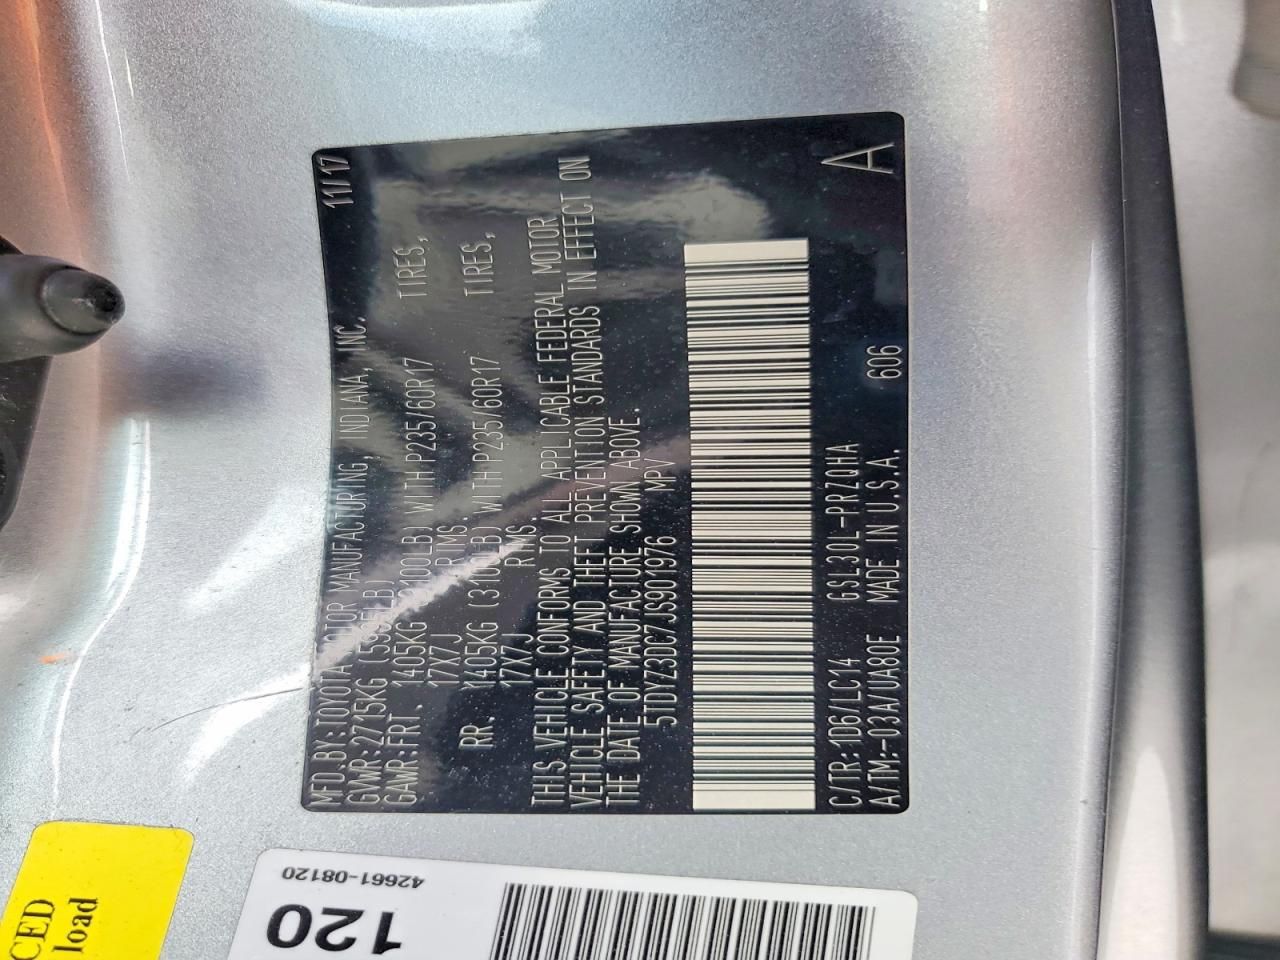 MFD.BY:TOYOTA MOTOR MANUFACTURING, INDIANA, INC. 11/17
GVWR:2715KG (5985LB)
GAWR:FRT. 1405KG (3100LB) WITH P235/60R17 TIRES,
17X7J RIMS.
RR. 1405KG (3100LB) WITH P235/60R17 TIRES,
17X7J RIMS.
THIS VEHICLE CONFORMS TO ALL APPLICABLE FEDERAL MOTOR
VEHICLE SAFETY AND THEFT PREVENTION STANDARDS IN EFFECT ON
THE DATE OF MANUFACTURE SHOWN ABOVE.
5TDYZ3DC7JS901976 MPV
C/TR:1D6/LC14 GSL30L-PRZQHA
A/TM:-03A/UA80E MADE IN U.S.A. 606 A
42661-08120
120
CED
load